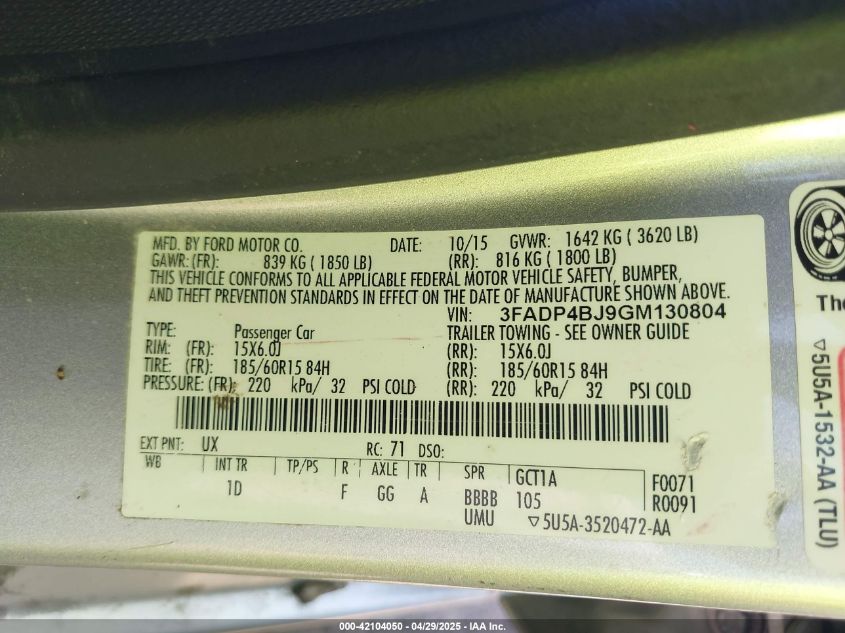 MFD. BY FORD MOTOR CO. DATE: 10/15 GVWR: 1642 KG ( 3620 LB)
GAWR: (FR): 839 KG ( 1850 LB) (RR): 816 KG ( 1800 LB)
THIS VEHICLE CONFORMS TO ALL APPLICABLE FEDERAL MOTOR VEHICLE SAFETY, BUMPER,
AND THEFT PREVENTION STANDARDS IN EFFECT ON THE DATE OF MANUFACTURE SHOWN ABOVE
VIN: 3FADP4BJ9GM130804
TYPE: Passenger Car TRAILER TOWING - SEE OWNER GUIDE
RIM: (FR): 15X6.0J (RR): 15X6.0J
TIRE: (FR): 185/60R15 84H (RR): 185/60R15 84H
PRESSURE: (FR): 220 kPa/ 32 PSI COLD (RR): 220 kPa/ 32 PSI COLD
EXT PNT: UX RC: 71 DSO:
WB INT TR TP/PS R AXLE TR SPR GCT1A F0071
1D F GG A BBBB 105 R0091
UMU ▽5U5A-3520472-AA
The
▽5U5A-1532-AA (TLU)
000-42104050 - 04/29/2025 - IAA Inc.